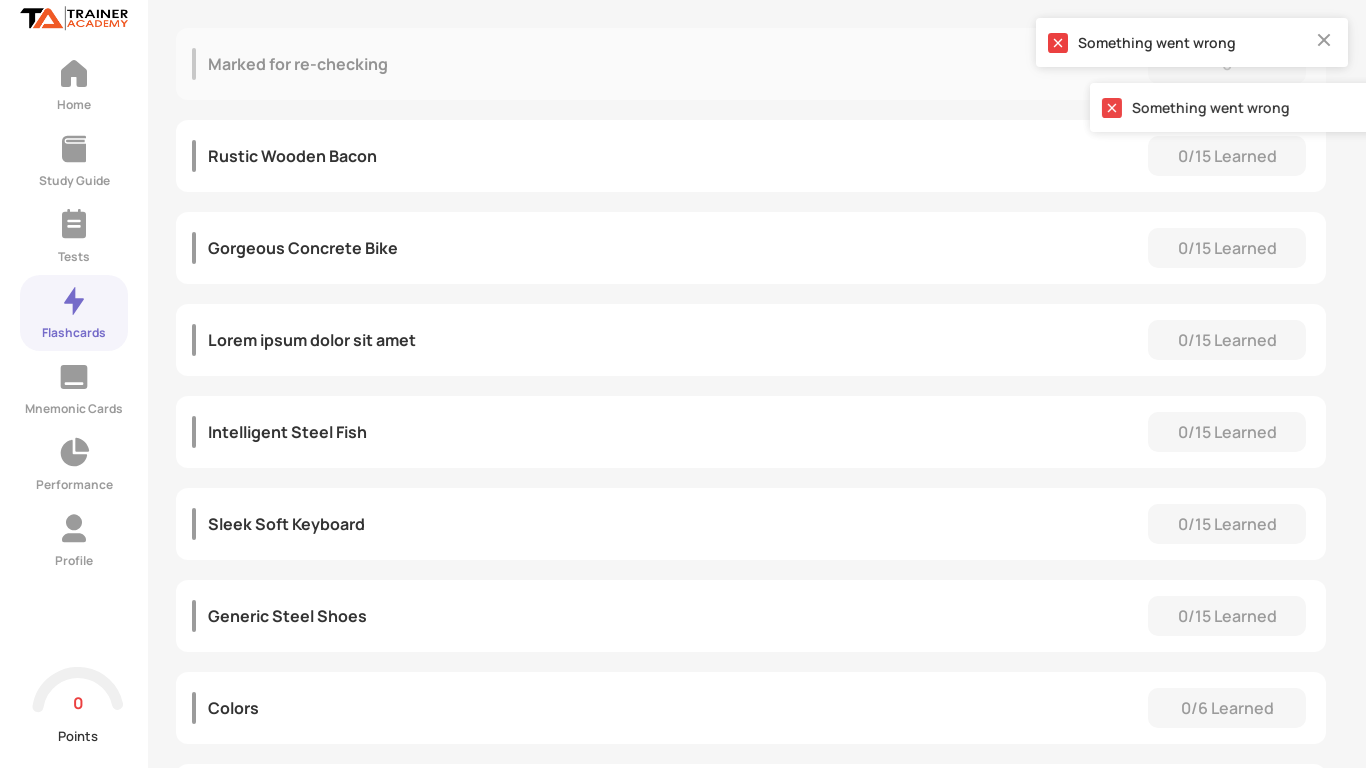 TRAINER
ACADEMY
Home
Study Guide
Tests
Flashcards
Mnemonic Cards
Performance
Profile
0
Points
Something went wrong
Something went wrong
Marked for re-checking
Rustic Wooden Bacon
0/15 Learned
Gorgeous Concrete Bike
0/15 Learned
Lorem ipsum dolor sit amet
0/15 Learned
Intelligent Steel Fish
0/15 Learned
Sleek Soft Keyboard
0/15 Learned
Generic Steel Shoes
0/15 Learned
Colors
0/6 Learned